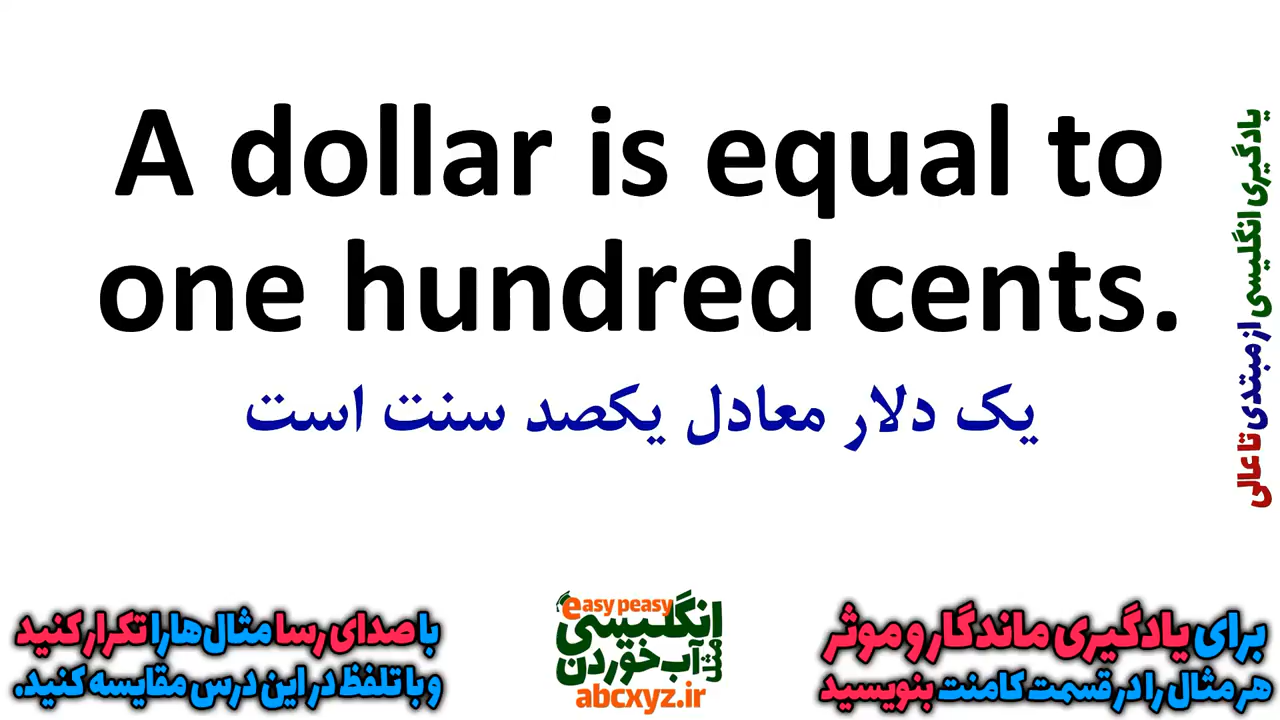 A dollar is equal to
one hundred cents.
یک دلار معادل یکصد سنت است
یادگیری انگلیسی از مبتدی تا عالی
برای یادگیری ماندگار و موثر
هر مثال را در قسمت کامنت بنویسید
easy peasy
انگلیسی
مثل آب خوردن
abcxyz.ir
با صدای رسا مثال‌ها را تکرار کنید
و با تلفظ در این درس مقایسه کنید.